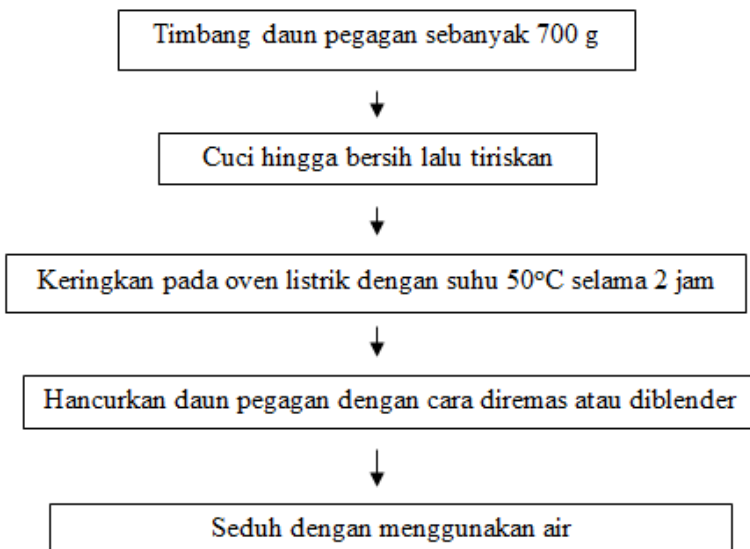 Timbang daun pegagan sebanyak 700 g
Cuci hingga bersih lalu tiriskan
Keringkan pada oven listrik dengan suhu 50°C selama 2 jam
Hancurkan daun pegagan dengan cara diremas atau diblender
Seduh dengan menggunakan air